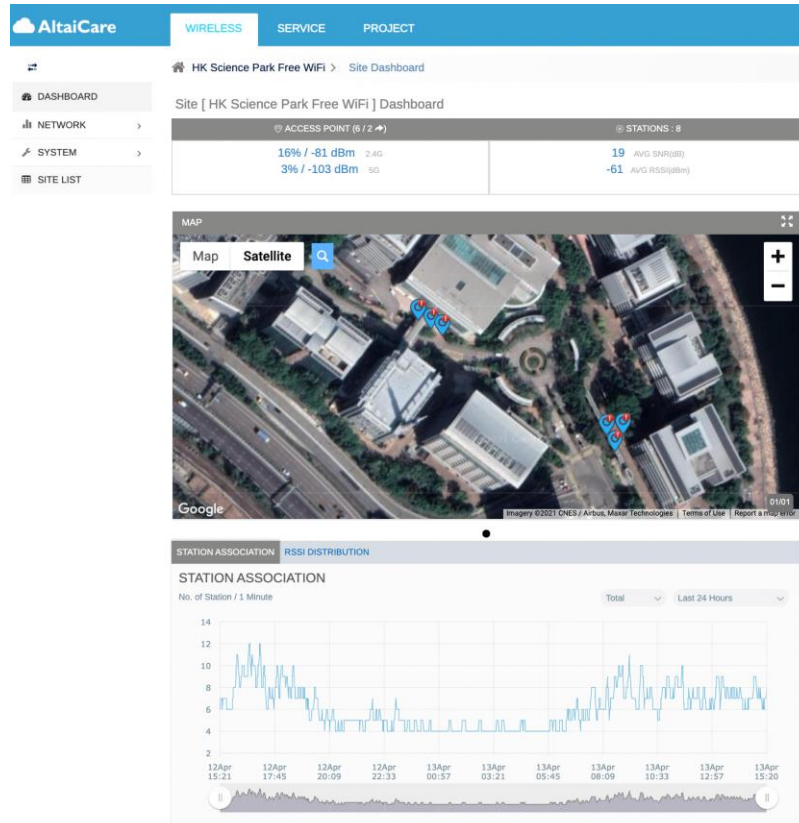 AltaiCare
WIRELESS SERVICE PROJECT
HK Science Park Free WiFi > Site Dashboard
DASHBOARD
NETWORK >
SYSTEM >
SITE LIST
Site [ HK Science Park Free WiFi ] Dashboard
ACCESS POINT (6 / 2 )
STATIONS : 8
16% / -81 dBm 2.4G
3% / -103 dBm 5G
19 AVG SNR(dB)
-61 AVG RSSI(dBm)
MAP
Map Satellite
+
−
Google
01/01
Imagery ©2021 CNES / Airbus, Maxar Technologies Terms of Use Report a map error
STATION ASSOCIATION RSSI DISTRIBUTION
STATION ASSOCIATION
No. of Station / 1 Minute
Total Last 24 Hours
14
12
10
8
6
4
2
12Apr 12Apr 12Apr 12Apr 13Apr 13Apr 13Apr 13Apr 13Apr 13Apr 13Apr
15:21 17:45 20:09 22:33 00:57 03:21 05:45 08:09 10:33 12:57 15:20